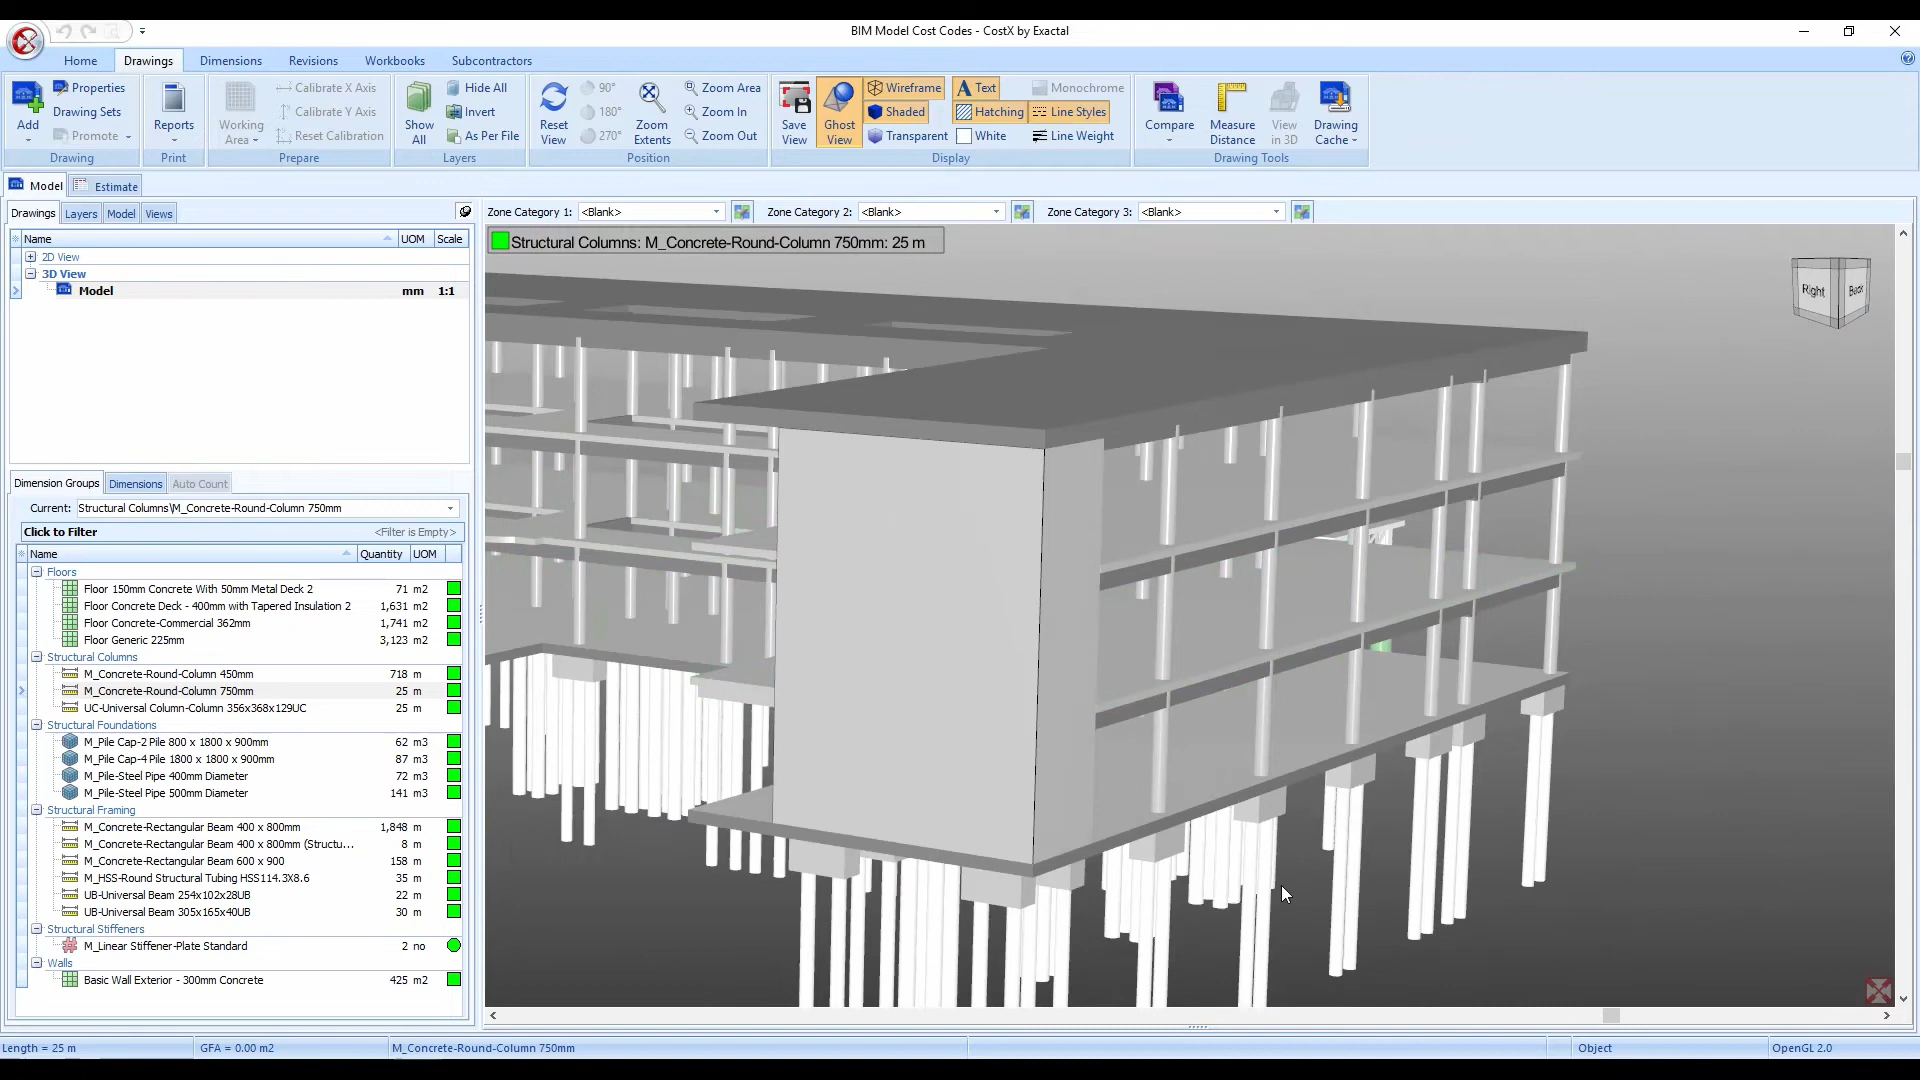 BIM Model Cost Codes - CostX by Exactal
Home Drawings Dimensions Revisions Workbooks Subcontractors
Add
Properties
Drawing Sets
Promote
Drawing
Reports
Print
Working Area
Calibrate X Axis
Calibrate Y Axis
Reset Calibration
Prepare
Show All
Hide All
Invert
As Per File
Layers
Reset View
90°
180°
270°
Zoom Extents
Zoom Area
Zoom In
Zoom Out
Position
Save View
Ghost View
Wireframe
Shaded
Transparent
Text
Hatching
White
Monochrome
Line Styles
Line Weight
Display
Compare
Measure Distance
View in 3D
Drawing Cache
Drawing Tools
Model Estimate
Drawings Layers Model Views
Zone Category 1: <Blank> Zone Category 2: <Blank> Zone Category 3: <Blank>
Name UOM Scale
2D View
3D View
Model mm 1:1
Structural Columns: M_Concrete-Round-Column 750mm: 25 m
Right Back
Dimension Groups Dimensions Auto Count
Current: Structural Columns\M_Concrete-Round-Column 750mm
Click to Filter <Filter is Empty>
Name Quantity UOM
Floors
Floor 150mm Concrete With 50mm Metal Deck 2 71 m2
Floor Concrete Deck - 400mm with Tapered Insulation 2 1,631 m2
Floor Concrete-Commercial 362mm 1,741 m2
Floor Generic 225mm 3,123 m2
Structural Columns
M_Concrete-Round-Column 450mm 718 m
M_Concrete-Round-Column 750mm 25 m
UC-Universal Column-Column 356x368x129UC 25 m
Structural Foundations
M_Pile Cap-2 Pile 800 x 1800 x 900mm 62 m3
M_Pile Cap-4 Pile 1800 x 1800 x 900mm 87 m3
M_Pile-Steel Pipe 400mm Diameter 72 m3
M_Pile-Steel Pipe 500mm Diameter 141 m3
Structural Framing
M_Concrete-Rectangular Beam 400 x 800mm 1,848 m
M_Concrete-Rectangular Beam 400 x 800mm (Structu... 8 m
M_Concrete-Rectangular Beam 600 x 900 158 m
M_HSS-Round Structural Tubing HSS114.3X8.6 35 m
UB-Universal Beam 254x102x28UB 22 m
UB-Universal Beam 305x165x40UB 30 m
Structural Stiffeners
M_Linear Stiffener-Plate Standard 2 no
Walls
Basic Wall Exterior - 300mm Concrete 425 m2
Length = 25 m GFA = 0.00 m2 M_Concrete-Round-Column 750mm Object OpenGL 2.0